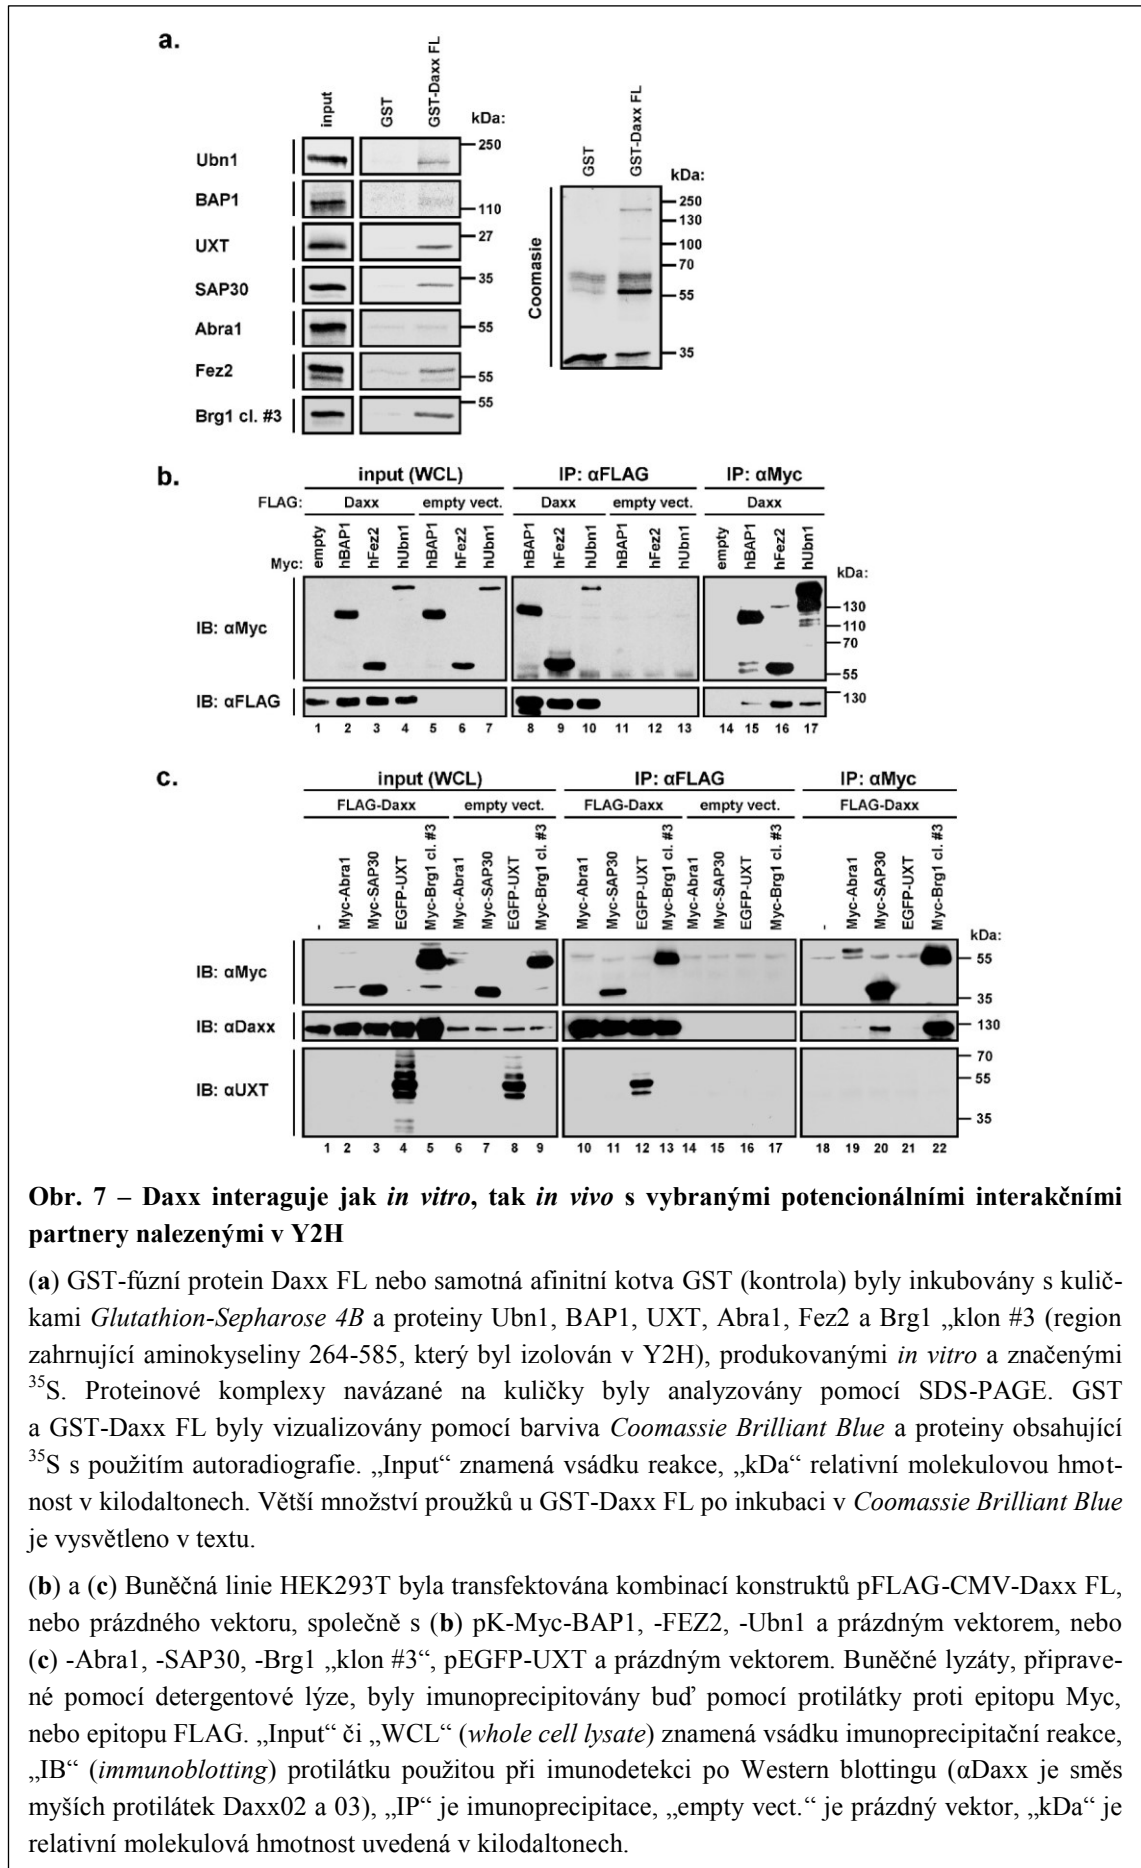 a.
input
GST
GST-Daxx FL
kDa:
Ubn1
250
BAP1
110
UXT
27
SAP30
35
Abra1
55
Fez2
55
Brg1 cl. #3
55
GST
GST-Daxx FL
kDa:
Coomasie
250
130
100
70
55
35
b.
input (WCL) IP: αFLAG IP: αMyc
FLAG: Daxx empty vect. Daxx empty vect. Daxx
Myc: empty hBAP1 hFez2 hUbn1 hBAP1 hFez2 hUbn1 hBAP1 hFez2 hUbn1 hBAP1 hFez2 hUbn1 empty hBAP1 hFez2 hUbn1
kDa:
IB: αMyc
130
110
70
55
IB: αFLAG
130
1 2 3 4 5 6 7 8 9 10 11 12 13 14 15 16 17
c.
input (WCL) IP: αFLAG IP: αMyc
FLAG-Daxx empty vect. FLAG-Daxx empty vect. FLAG-Daxx
- Myc-Abra1 Myc-SAP30 EGFP-UXT Myc-Brg1 cl. #3 Myc-Abra1 Myc-SAP30 EGFP-UXT Myc-Brg1 cl. #3 Myc-Abra1 Myc-SAP30 EGFP-UXT Myc-Brg1 cl. #3 Myc-Abra1 Myc-SAP30 EGFP-UXT Myc-Brg1 cl. #3 - Myc-Abra1 Myc-SAP30 EGFP-UXT Myc-Brg1 cl. #3
kDa:
IB: αMyc
55
35
IB: αDaxx
130
IB: αUXT
70
55
35
1 2 3 4 5 6 7 8 9 10 11 12 13 14 15 16 17 18 19 20 21 22
Obr. 7 – Daxx interaguje jak in vitro, tak in vivo s vybranými potencionálními interakčními
partnery nalezenými v Y2H
(a) GST-fúzní protein Daxx FL nebo samotná afinitní kotva GST (kontrola) byly inkubovány s kulič-
kami Glutathion-Sepharose 4B a proteiny Ubn1, BAP1, UXT, Abra1, Fez2 a Brg1 „klon #3 (region
zahrnující aminokyseliny 264-585, který byl izolován v Y2H), produkovanými in vitro a značenými
³⁵S. Proteinové komplexy navázané na kuličky byly analyzovány pomocí SDS-PAGE. GST
a GST-Daxx FL byly vizualizovány pomocí barviva Coomassie Brilliant Blue a proteiny obsahující
³⁵S s použitím autoradiografie. „Input“ znamená vsádku reakce, „kDa“ relativní molekulovou hmot-
nost v kilodaltonech. Větší množství proužků u GST-Daxx FL po inkubaci v Coomassie Brilliant Blue
je vysvětleno v textu.
(b) a (c) Buněčná linie HEK293T byla transfektována kombinací konstruktů pFLAG-CMV-Daxx FL,
nebo prázdného vektoru, společně s (b) pK-Myc-BAP1, -FEZ2, -Ubn1 a prázdným vektorem, nebo
(c) -Abra1, -SAP30, -Brg1 „klon #3“, pEGFP-UXT a prázdným vektorem. Buněčné lyzáty, připrave-
né pomocí detergentové lýze, byly imunoprecipitovány buď pomocí protilátky proti epitopu Myc,
nebo epitopu FLAG. „Input“ či „WCL“ (whole cell lysate) znamená vsádku imunoprecipitační reakce,
„IB“ (immunoblotting) protilátku použitou při imunodetekci po Western blottingu (αDaxx je směs
myších protilátek Daxx02 a 03), „IP“ je imunoprecipitace, „empty vect.“ je prázdný vektor, „kDa“ je
relativní molekulová hmotnost uvedená v kilodaltonech.